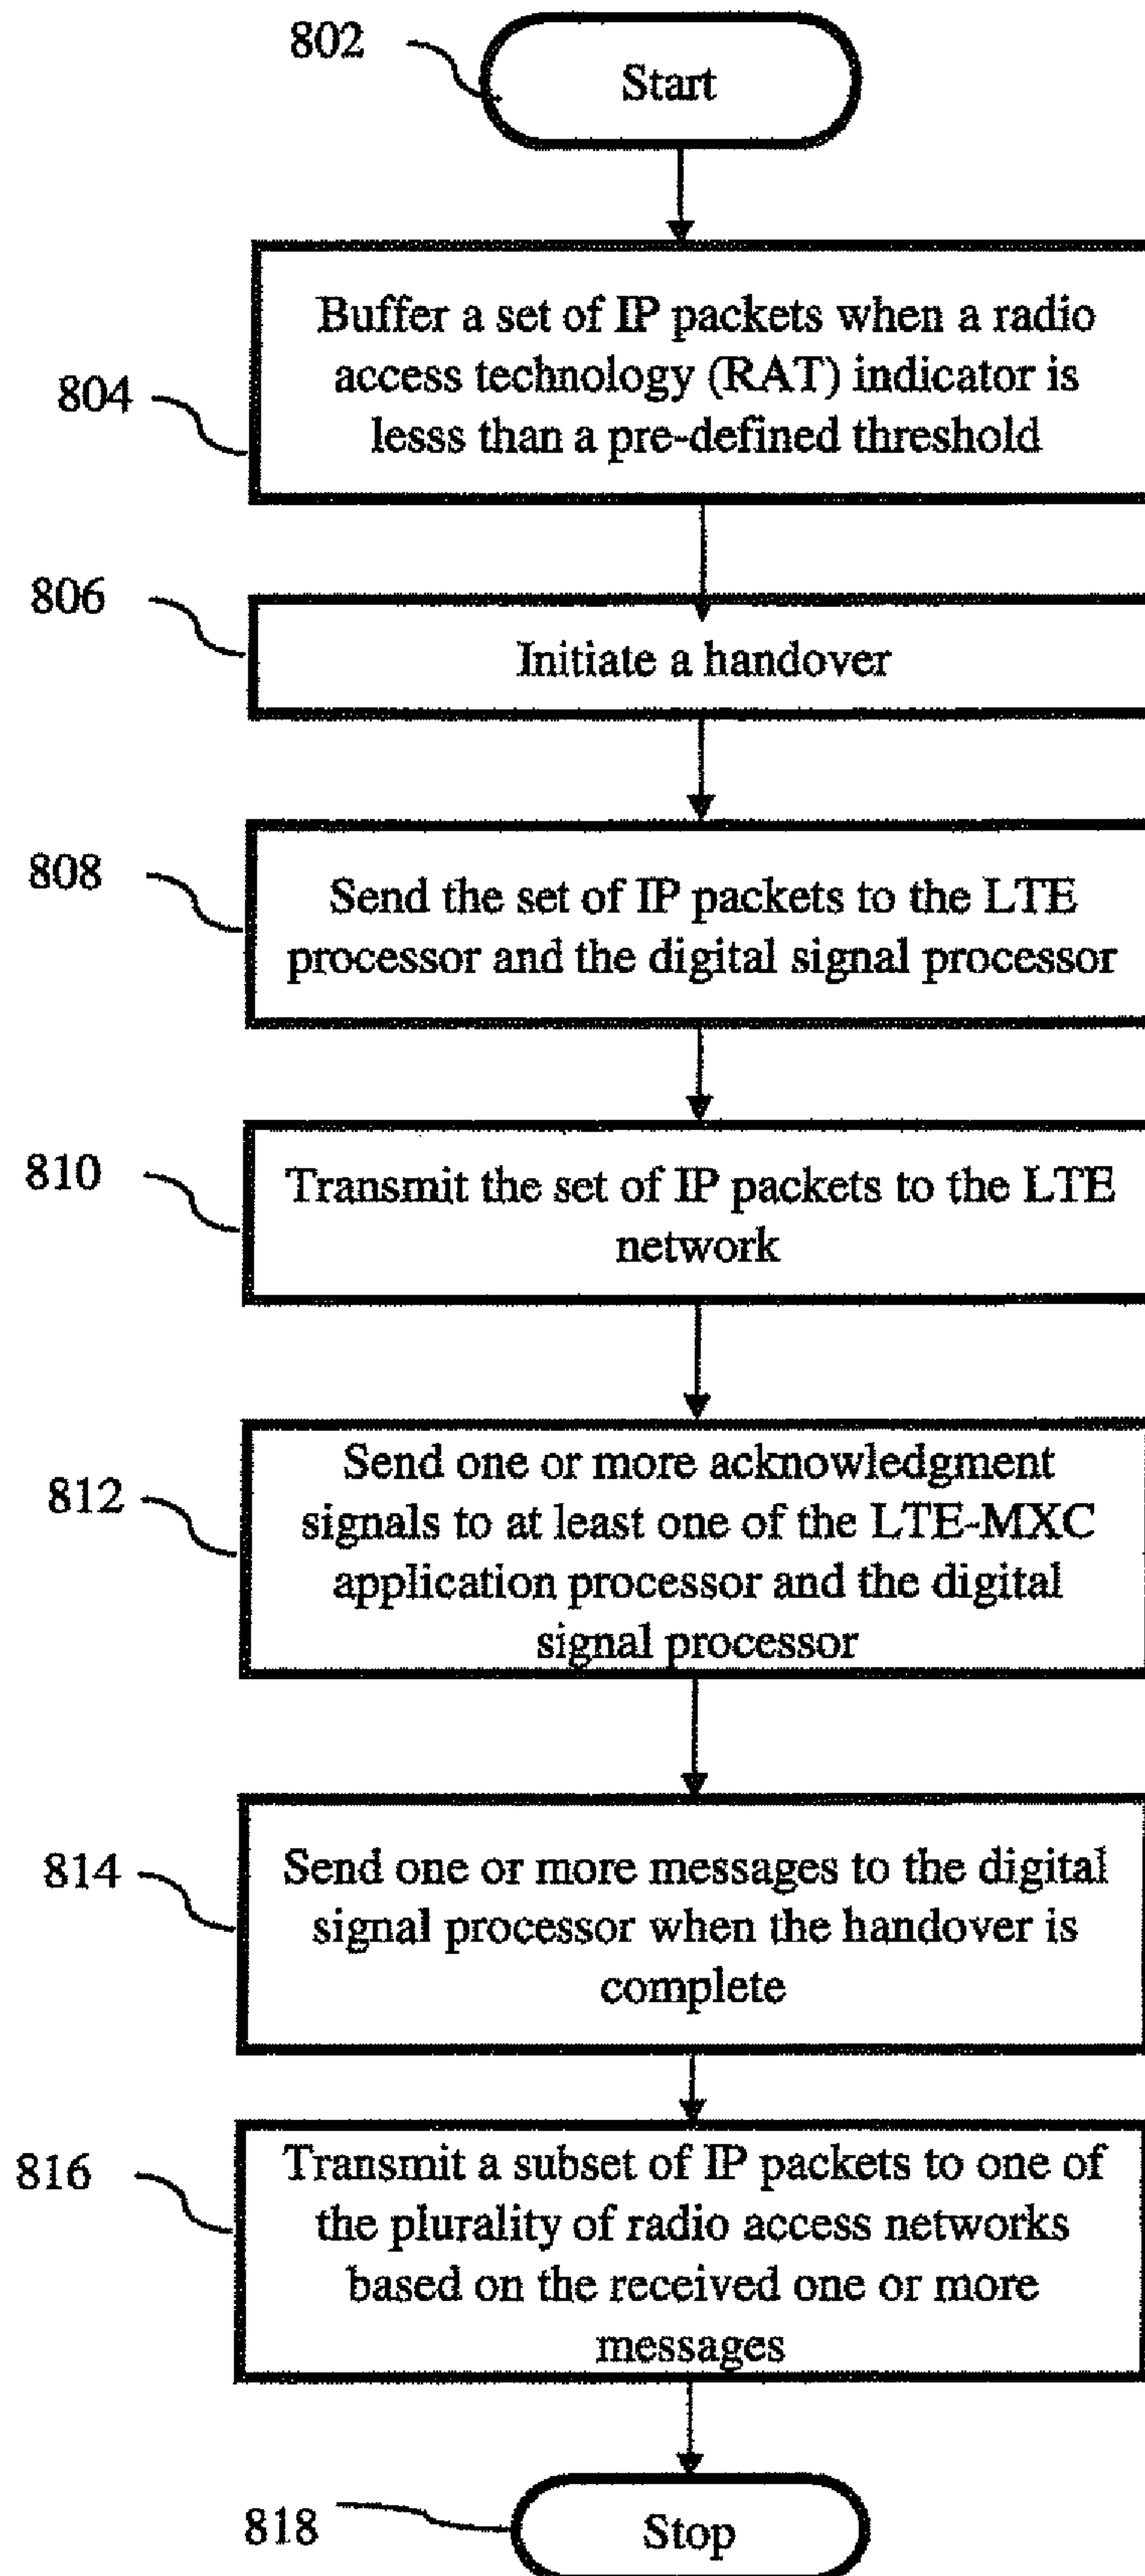 802
Start
804
Buffer a set of IP packets when a radio
access technology (RAT) indicator is
lesss than a pre-defined threshold
806
Initiate a handover
808
Send the set of IP packets to the LTE
processor and the digital signal processor
810
Transmit the set of IP packets to the LTE
network
812
Send one or more acknowledgment
signals to at least one of the LTE-MXC
application processor and the digital
signal processor
814
Send one or more messages to the digital
signal processor when the handover is
complete
816
Transmit a subset of IP packets to one of
the plurality of radio access networks
based on the received one or more
messages
818
Stop